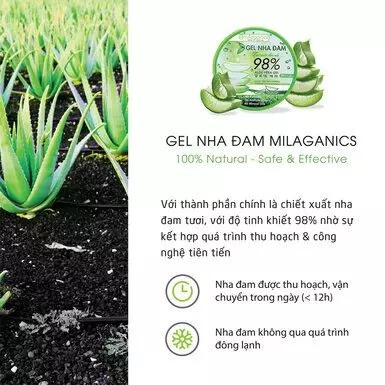 GEL NHA ĐAM
98%
ALOE VERA GEL
GEL NHA ĐAM MILAGANICS
100% Natural - Safe & Effective
Với thành phần chính là chiết xuất nha
đam tươi, với độ tinh khiết 98% nhờ sự
kết hợp quá trình thu hoạch & công
nghệ tiên tiến
Nha đam được thu hoạch, vận
chuyển trong ngày (< 12h)
Nha đam không qua quá trình
đông lạnh